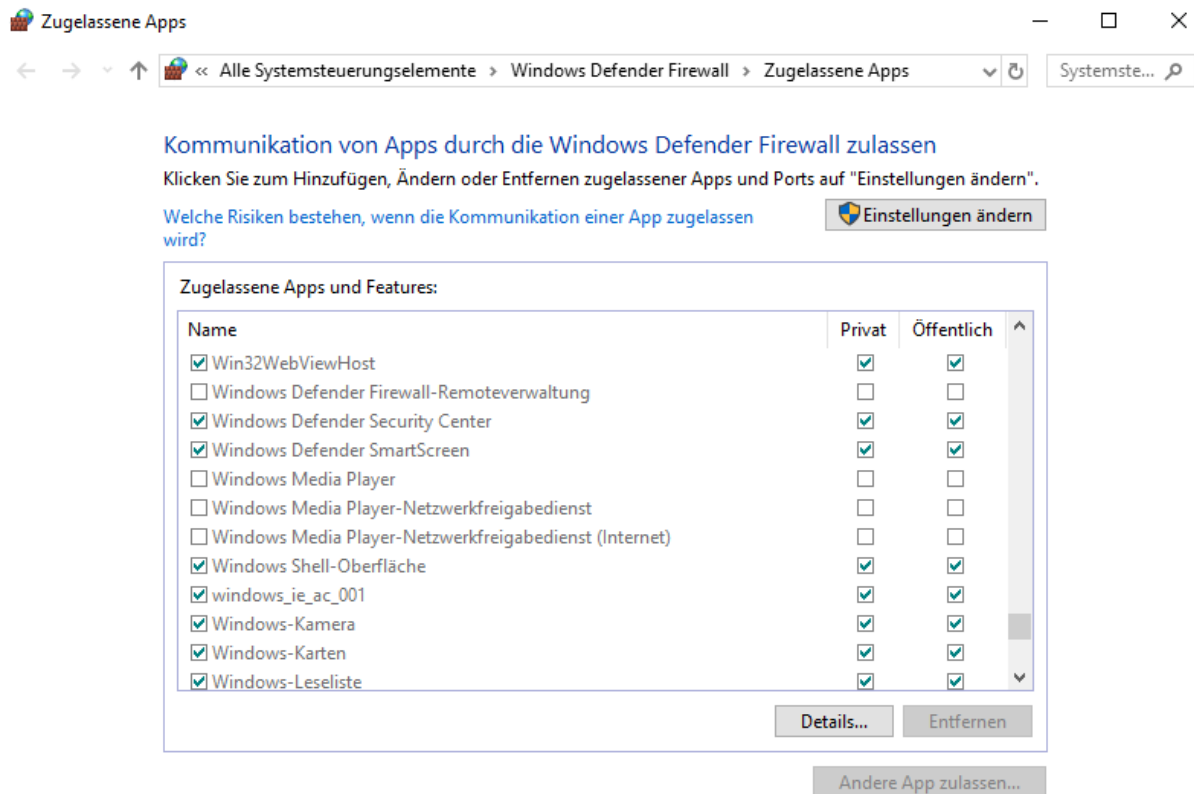 Zugelassene Apps
« Alle Systemsteuerungselemente › Windows Defender Firewall › Zugelassene Apps
Systemste...
Kommunikation von Apps durch die Windows Defender Firewall zulassen
Klicken Sie zum Hinzufügen, Ändern oder Entfernen zugelassener Apps und Ports auf "Einstellungen ändern".
Welche Risiken bestehen, wenn die Kommunikation einer App zugelassen
wird?
Einstellungen ändern
Zugelassene Apps und Features:
Name Privat Öffentlich
Win32WebViewHost
Windows Defender Firewall-Remoteverwaltung
Windows Defender Security Center
Windows Defender SmartScreen
Windows Media Player
Windows Media Player-Netzwerkfreigabedienst
Windows Media Player-Netzwerkfreigabedienst (Internet)
Windows Shell-Oberfläche
windows_ie_ac_001
Windows-Kamera
Windows-Karten
Windows-Leseliste
Details... Entfernen
Andere App zulassen...